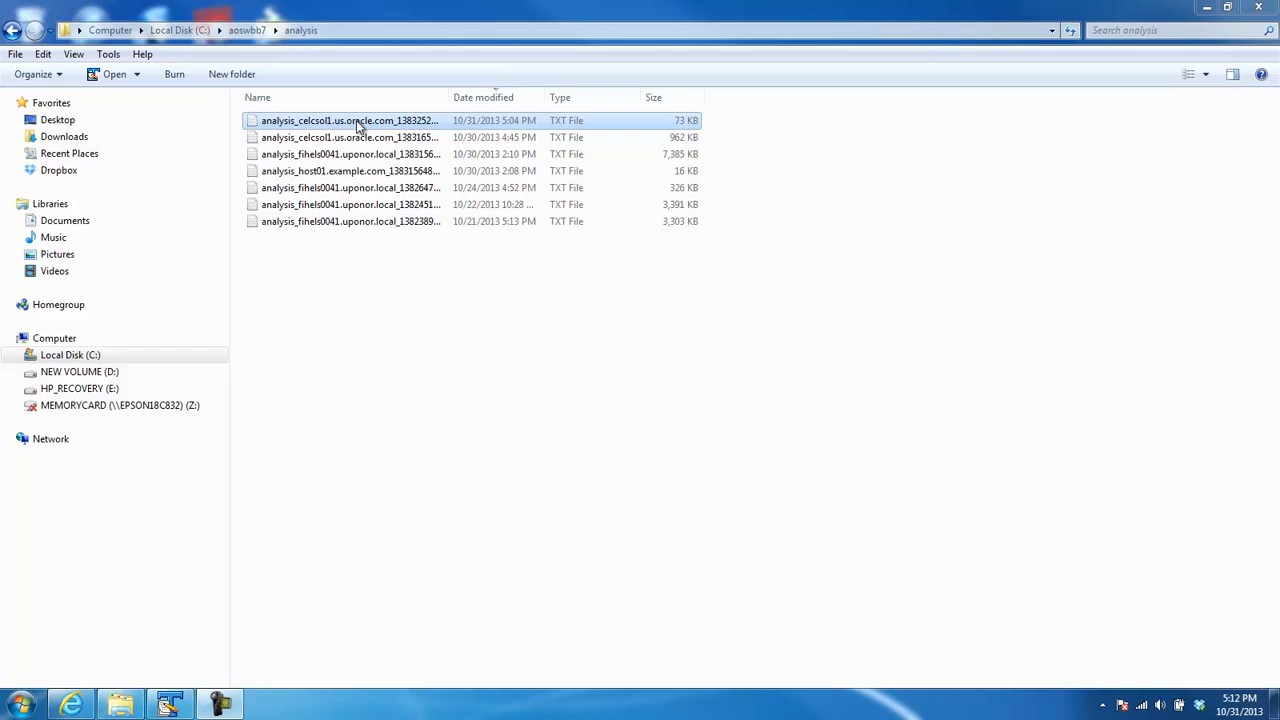 Computer Local Disk (C:) aoswbb7 analysis Search analysis
File Edit View Tools Help
Organize Open Burn New folder
Favorites
Desktop
Downloads
Recent Places
Dropbox
Libraries
Documents
Music
Pictures
Videos
Homegroup
Computer
Local Disk (C:)
NEW VOLUME (D:)
HP_RECOVERY (E:)
MEMORYCARD (\\EPSON18C832) (Z:)
Network
Name Date modified Type Size
analysis_celcsol1.us.oracle.com_1383252... 10/31/2013 5:04 PM TXT File 73 KB
analysis_celcsol1.us.oracle.com_1383165... 10/30/2013 4:45 PM TXT File 962 KB
analysis_fihels0041.uponor.local_1383156... 10/30/2013 2:10 PM TXT File 7,385 KB
analysis_host01.example.com_138315648... 10/30/2013 2:08 PM TXT File 16 KB
analysis_fihels0041.uponor.local_1382647... 10/24/2013 4:52 PM TXT File 326 KB
analysis_fihels0041.uponor.local_1382451... 10/22/2013 10:28 ... TXT File 3,391 KB
analysis_fihels0041.uponor.local_1382389... 10/21/2013 5:13 PM TXT File 3,303 KB
5:12 PM
10/31/2013